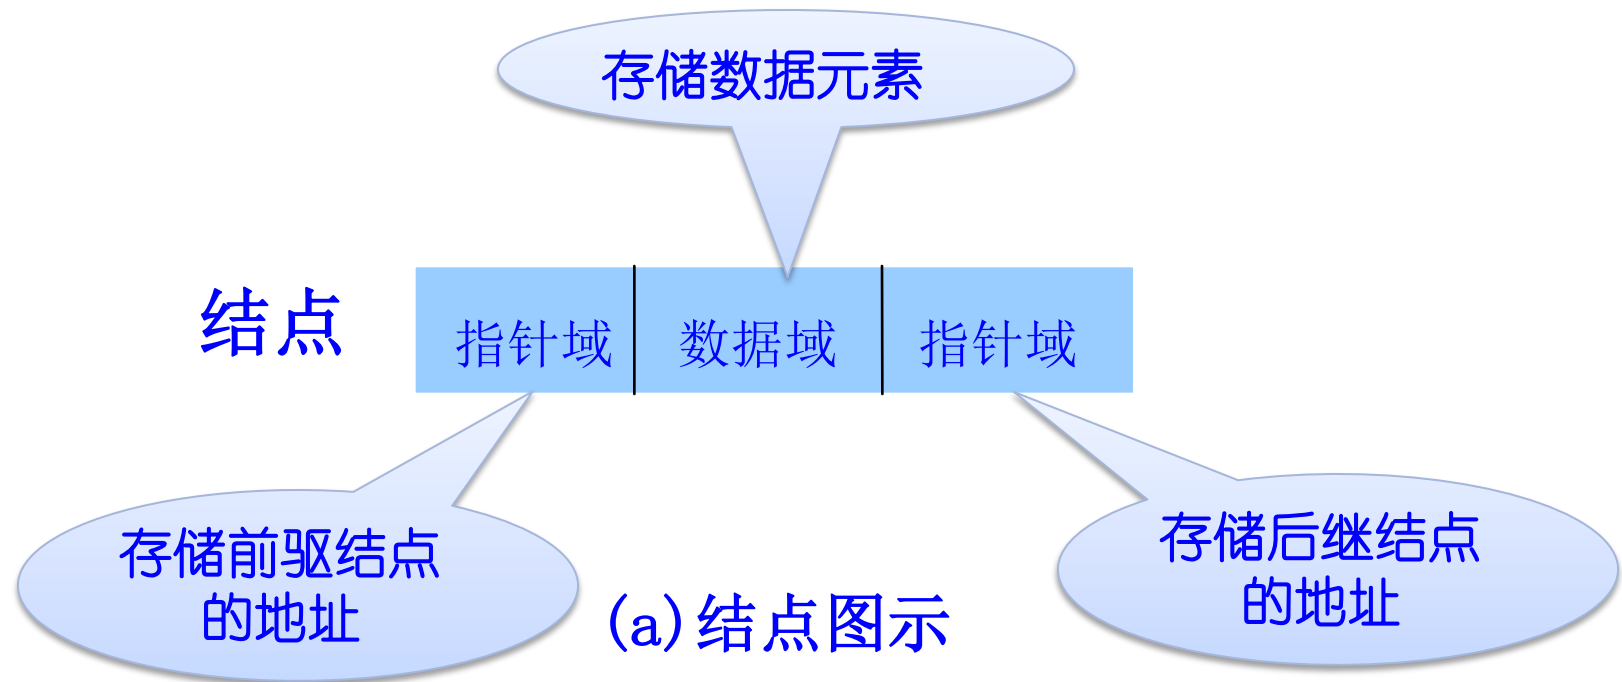 存储数据元素
结点
指针域 数据域 指针域
存储前驱结点
的地址
存储后继结点
的地址
(a)结点图示